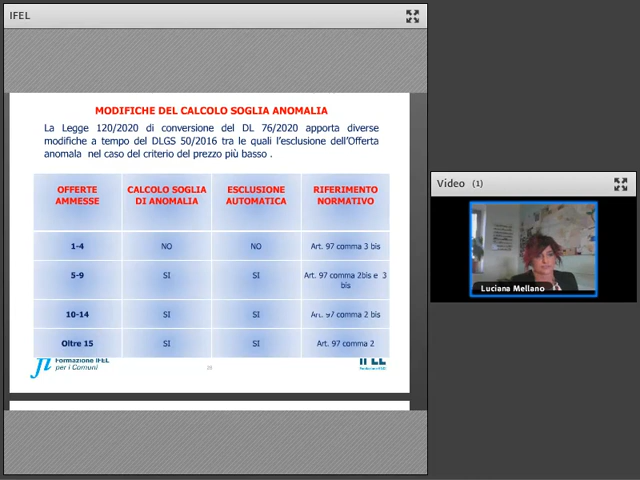 IFEL
MODIFICHE DEL CALCOLO SOGLIA ANOMALIA
La Legge 120/2020 di conversione del DL 76/2020 apporta diverse
modifiche a tempo del DLGS 50/2016 tra le quali l'esclusione dell'Offerta
anomala nel caso del criterio del prezzo più basso .
OFFERTE AMMESSE
CALCOLO SOGLIA DI ANOMALIA
ESCLUSIONE AUTOMATICA
RIFERIMENTO NORMATIVO
1-4 NO NO Art. 97 comma 3 bis
5-9 SI SI Art. 97 comma 2bis e 3 bis
10-14 SI SI Art. 97 comma 2 bis
Oltre 15 SI SI Art. 97 comma 2
Formazione IFEL
per i Comuni
28
IFEL
Video (1)
Luciana Mellano